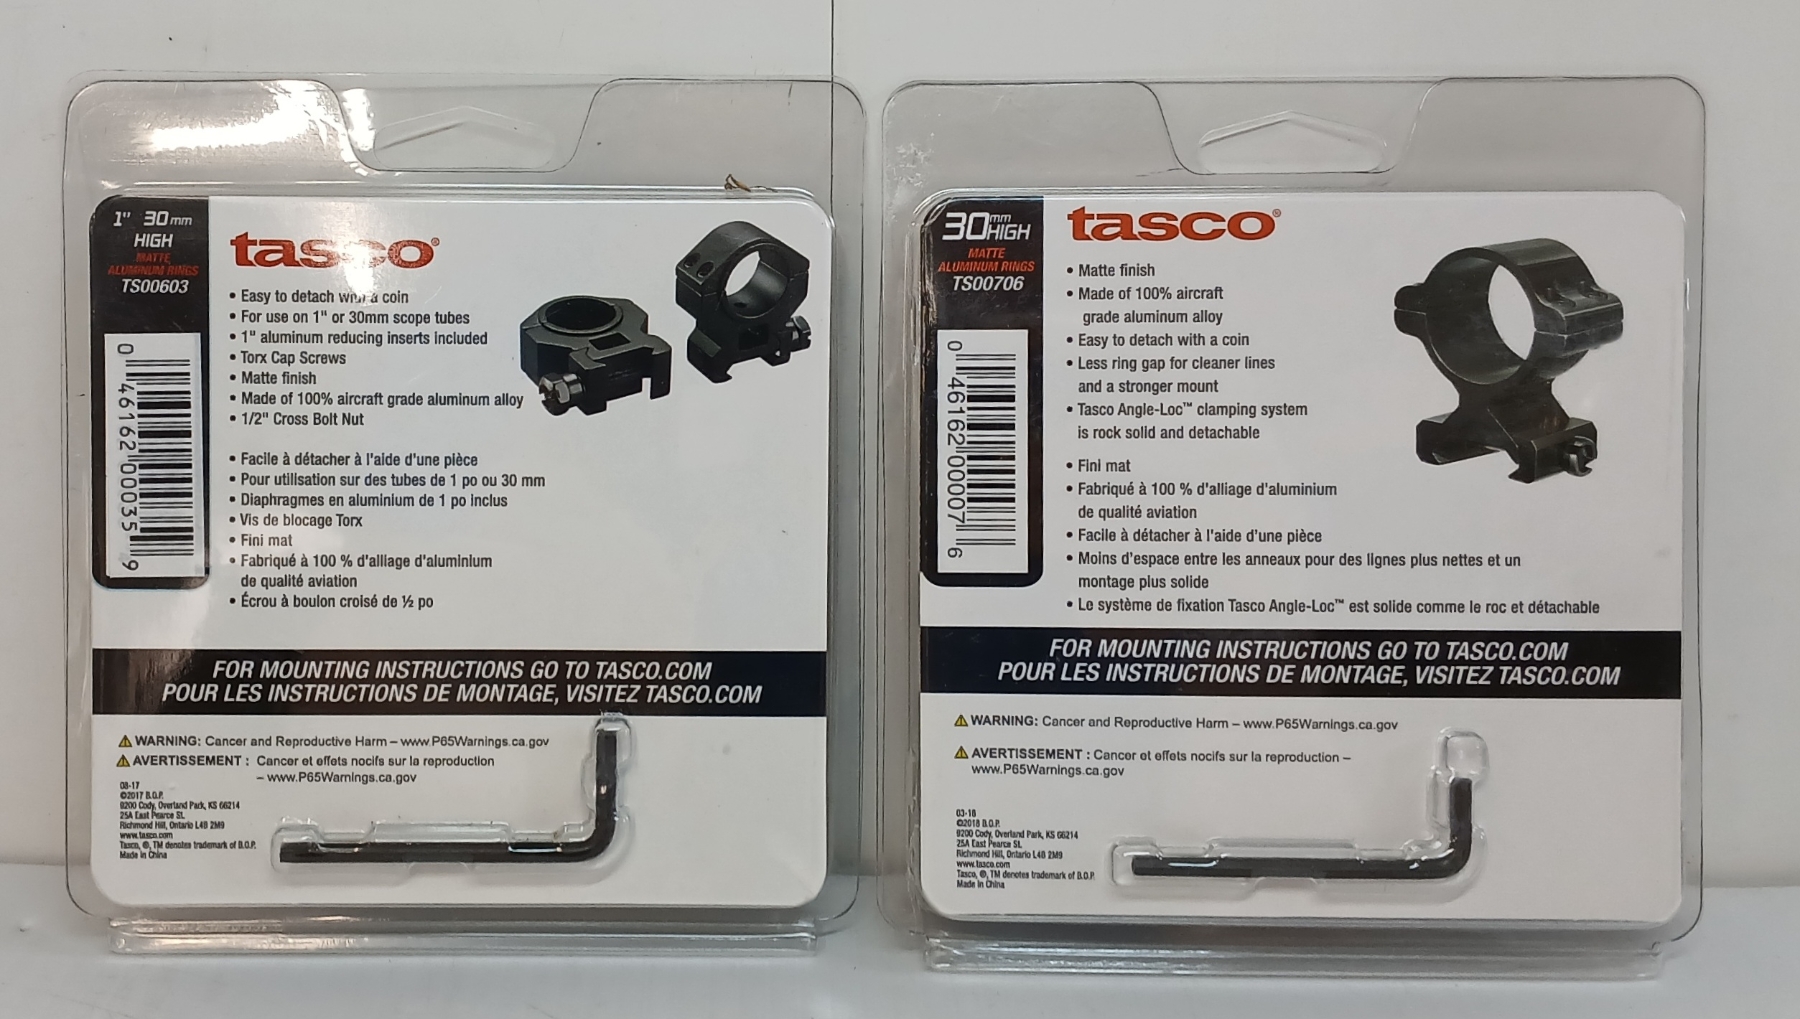 1" 30mm
HIGH
MATTE
ALUMINUM RINGS
TS00603
0 46162 00035 9
tasco®
• Easy to detach with a coin
• For use on 1" or 30mm scope tubes
• 1" aluminum reducing inserts included
• Torx Cap Screws
• Matte finish
• Made of 100% aircraft grade aluminum alloy
• 1/2" Cross Bolt Nut
• Facile à détacher à l'aide d'une pièce
• Pour utilisation sur des tubes de 1 po ou 30 mm
• Diaphragmes en aluminium de 1 po inclus
• Vis de blocage Torx
• Fini mat
• Fabriqué à 100 % d'alliage d'aluminium
de qualité aviation
• Écrou à boulon croisé de ½ po
FOR MOUNTING INSTRUCTIONS GO TO TASCO.COM
POUR LES INSTRUCTIONS DE MONTAGE, VISITEZ TASCO.COM
WARNING: Cancer and Reproductive Harm – www.P65Warnings.ca.gov
AVERTISSEMENT : Cancer et effets nocifs sur la reproduction
– www.P65Warnings.ca.gov
08-17
©2017 B.O.P.
9200 Cody, Overland Park, KS 66214
25A East Pearce St.
Richmond Hill, Ontario L4B 2M9
www.tasco.com
Tasco, ®, TM denotes trademark of B.O.P.
Made in China
30mm HIGH
MATTE
ALUMINUM RINGS
TS00706
0 46162 00007 6
tasco®
• Matte finish
• Made of 100% aircraft
grade aluminum alloy
• Easy to detach with a coin
• Less ring gap for cleaner lines
and a stronger mount
• Tasco Angle-Loc™ clamping system
is rock solid and detachable
• Fini mat
• Fabriqué à 100 % d'alliage d'aluminium
de qualité aviation
• Facile à détacher à l'aide d'une pièce
• Moins d'espace entre les anneaux pour des lignes plus nettes et un
montage plus solide
• Le système de fixation Tasco Angle-Loc™ est solide comme le roc et détachable
FOR MOUNTING INSTRUCTIONS GO TO TASCO.COM
POUR LES INSTRUCTIONS DE MONTAGE, VISITEZ TASCO.COM
WARNING: Cancer and Reproductive Harm – www.P65Warnings.ca.gov
AVERTISSEMENT : Cancer et effets nocifs sur la reproduction –
www.P65Warnings.ca.gov
03-18
©2018 B.O.P.
9200 Cody, Overland Park, KS 66214
25A East Pearce St.
Richmond Hill, Ontario L4B 2M9
www.tasco.com
Tasco, ®, TM denotes trademark of B.O.P.
Made in China